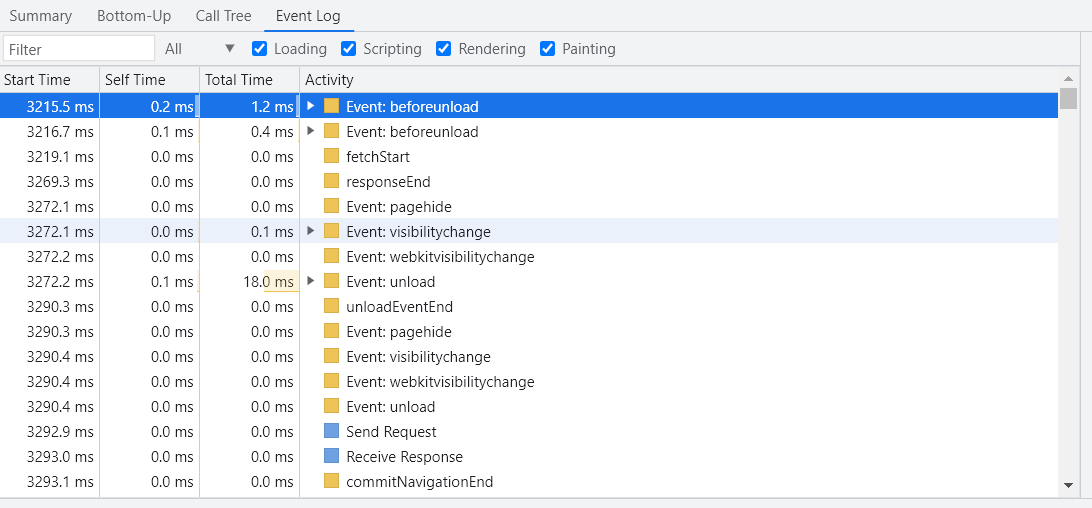 Summary Bottom-Up Call Tree Event Log
Filter All Loading Scripting Rendering Painting
Start Time Self Time Total Time Activity
3215.5 ms 0.2 ms 1.2 ms Event: beforeunload
3216.7 ms 0.1 ms 0.4 ms Event: beforeunload
3219.1 ms 0.0 ms 0.0 ms fetchStart
3269.3 ms 0.0 ms 0.0 ms responseEnd
3272.1 ms 0.0 ms 0.0 ms Event: pagehide
3272.1 ms 0.0 ms 0.1 ms Event: visibilitychange
3272.2 ms 0.0 ms 0.0 ms Event: webkitvisibilitychange
3272.2 ms 0.1 ms 18.0 ms Event: unload
3290.3 ms 0.0 ms 0.0 ms unloadEventEnd
3290.3 ms 0.0 ms 0.0 ms Event: pagehide
3290.4 ms 0.0 ms 0.0 ms Event: visibilitychange
3290.4 ms 0.0 ms 0.0 ms Event: webkitvisibilitychange
3290.4 ms 0.0 ms 0.0 ms Event: unload
3292.9 ms 0.0 ms 0.0 ms Send Request
3293.0 ms 0.0 ms 0.0 ms Receive Response
3293.1 ms 0.0 ms 0.0 ms commitNavigationEnd